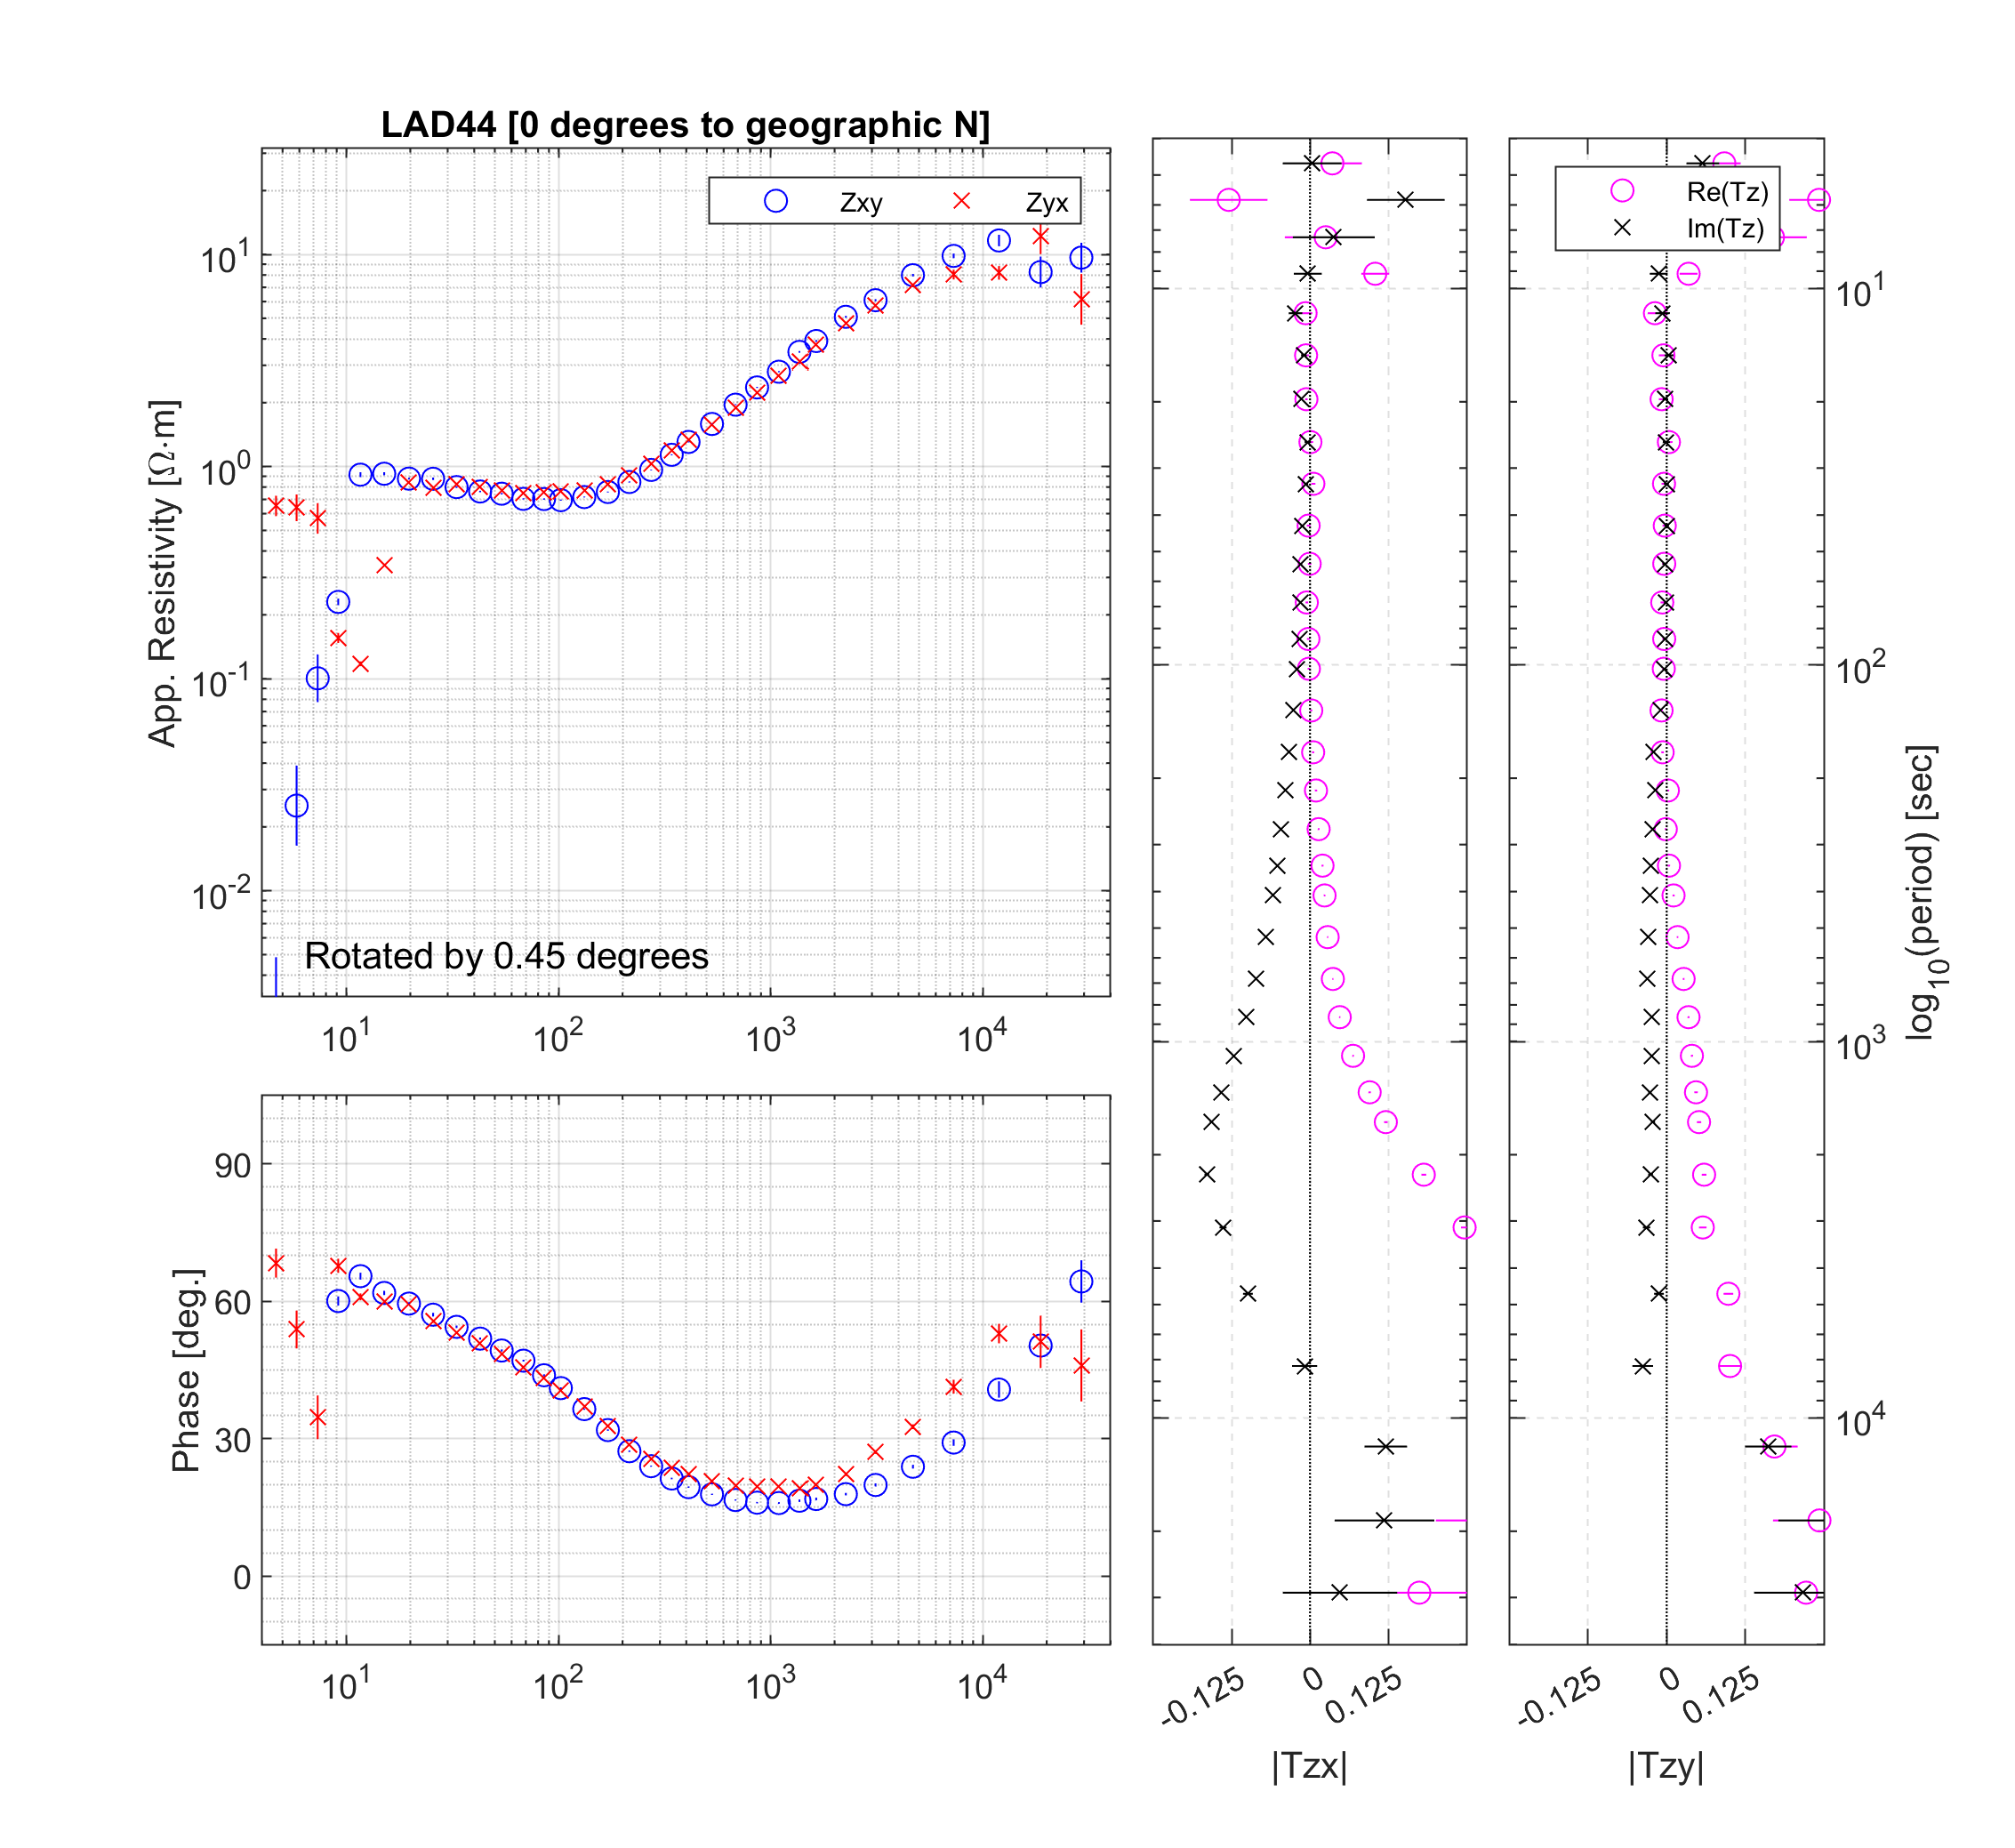 LAD44 [0 degrees to geographic N]
Zxy Zyx
App. Resistivity [Ω·m]
10^1
10^0
10^-1
10^-2
Rotated by 0.45 degrees
10^1 10^2 10^3 10^4
Phase [deg.]
90
60
30
0
10^1 10^2 10^3 10^4
Re(Tz)
Im(Tz)
-0.125 0 0.125
|Tzx|
-0.125 0 0.125
|Tzy|
10^1
10^2
10^3
10^4
log10(period) [sec]